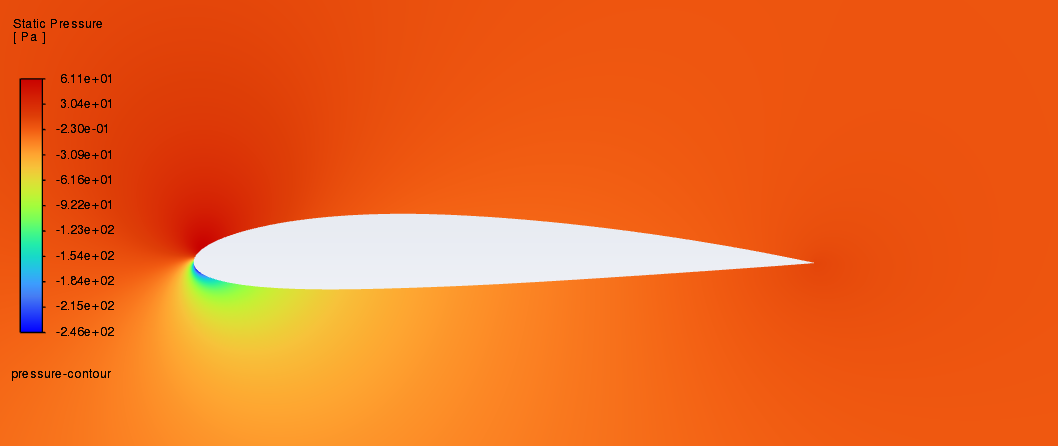 Static Pressure
[ Pa ]
6.11e+01
3.04e+01
-2.30e-01
-3.09e+01
-6.16e+01
-9.22e+01
-1.23e+02
-1.54e+02
-1.84e+02
-2.15e+02
-2.46e+02
pressure-contour